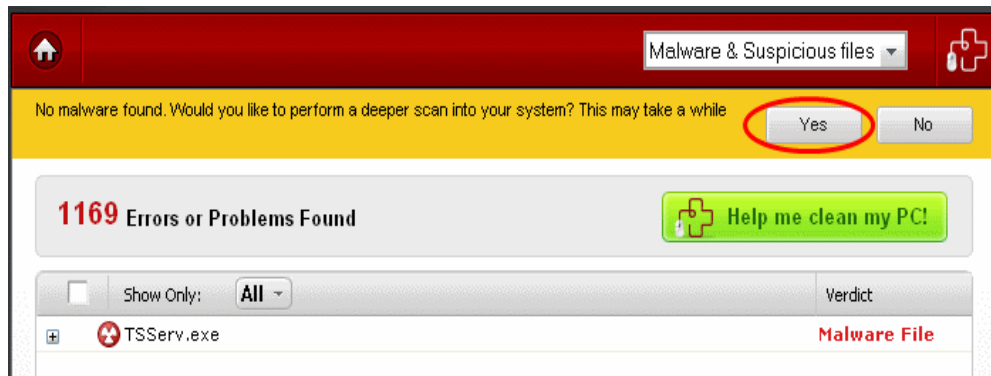 Malware & Suspicious files
No malware found. Would you like to perform a deeper scan into your system? This may take a while
Yes
No
1169 Errors or Problems Found
Help me clean my PC!
Show Only:
All
Verdict
TSServ.exe
Malware File